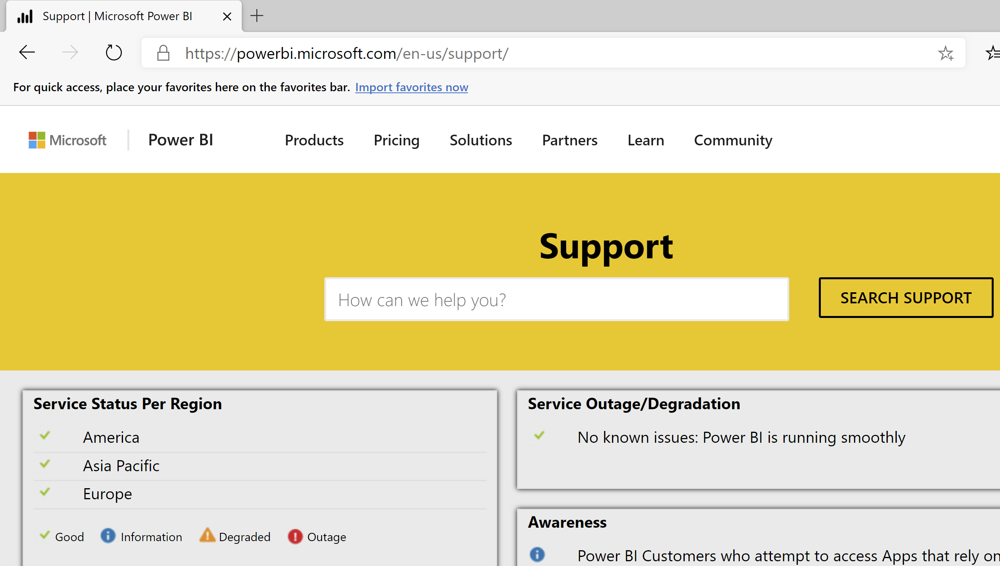 Support | Microsoft Power BI
https://powerbi.microsoft.com/en-us/support/
For quick access, place your favorites here on the favorites bar. Import favorites now
Microsoft Power BI Products Pricing Solutions Partners Learn Community
Support
How can we help you? SEARCH SUPPORT
Service Status Per Region
America
Asia Pacific
Europe
Good Information Degraded Outage
Service Outage/Degradation
No known issues: Power BI is running smoothly
Awareness
Power BI Customers who attempt to access Apps that rely on